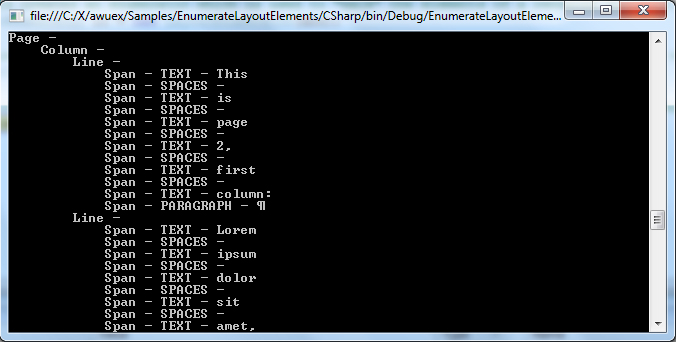 file:///C:/X/awuex/Samples/EnumerateLayoutElements/CSharp/bin/Debug/EnumerateLayoutEleme...
Page -
Column -
Line -
Span - TEXT - This
Span - SPACES -
Span - TEXT - is
Span - SPACES -
Span - TEXT - page
Span - SPACES -
Span - TEXT - 2,
Span - SPACES -
Span - TEXT - first
Span - SPACES -
Span - TEXT - column:
Span - PARAGRAPH - ¶
Line -
Span - TEXT - Lorem
Span - SPACES -
Span - TEXT - ipsum
Span - SPACES -
Span - TEXT - dolor
Span - SPACES -
Span - TEXT - sit
Span - SPACES -
Span - TEXT - amet,